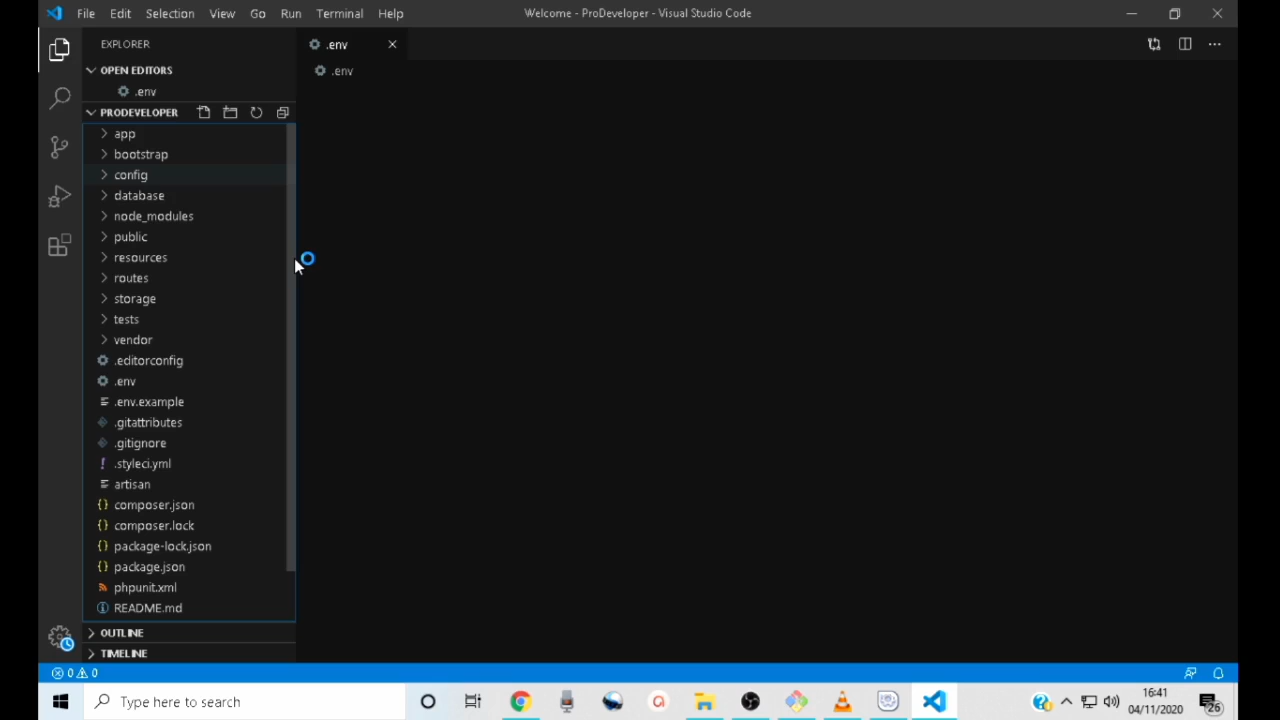 File Edit Selection View Go Run Terminal Help
Welcome - ProDeveloper - Visual Studio Code
EXPLORER
.env
OPEN EDITORS
.env
.env
PRODEVELOPER
app
bootstrap
config
database
node_modules
public
resources
routes
storage
tests
vendor
.editorconfig
.env
.env.example
.gitattributes
.gitignore
.styleci.yml
artisan
composer.json
composer.lock
package-lock.json
package.json
phpunit.xml
README.md
OUTLINE
TIMELINE
0 0
Type here to search
16:41
04/11/2020
26